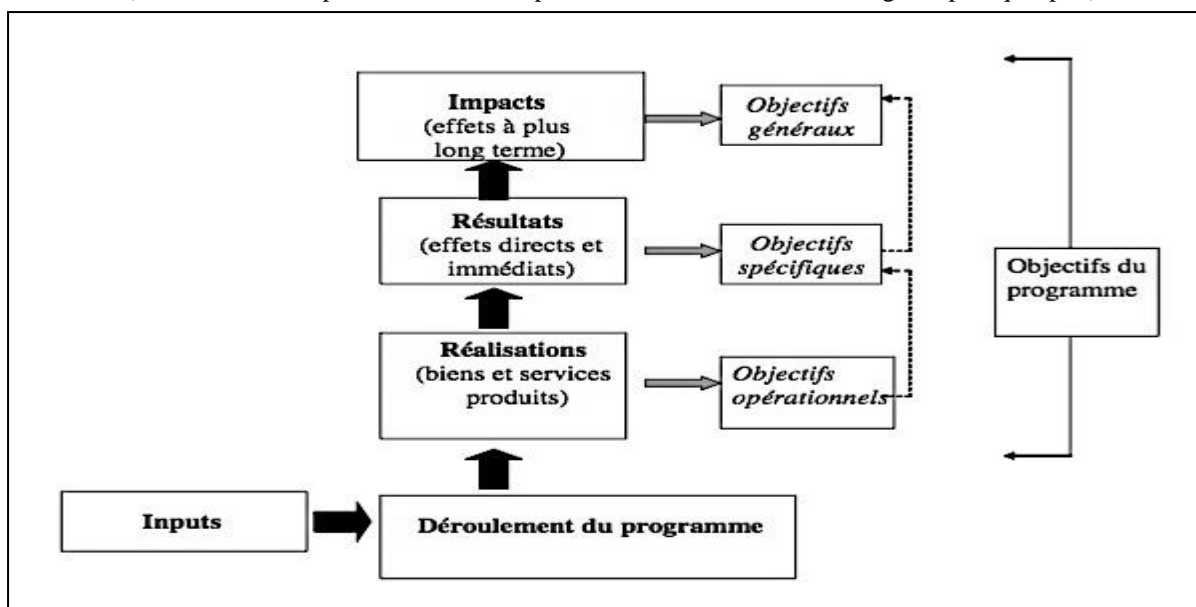 Impacts
(effets à plus
long terme)
Objectifs
généraux
Résultats
(effets directs et
immédiats)
Objectifs
spécifiques
Objectifs du
programme
Réalisations
(biens et services
produits)
Objectifs
opérationnels
Inputs
Déroulement du programme